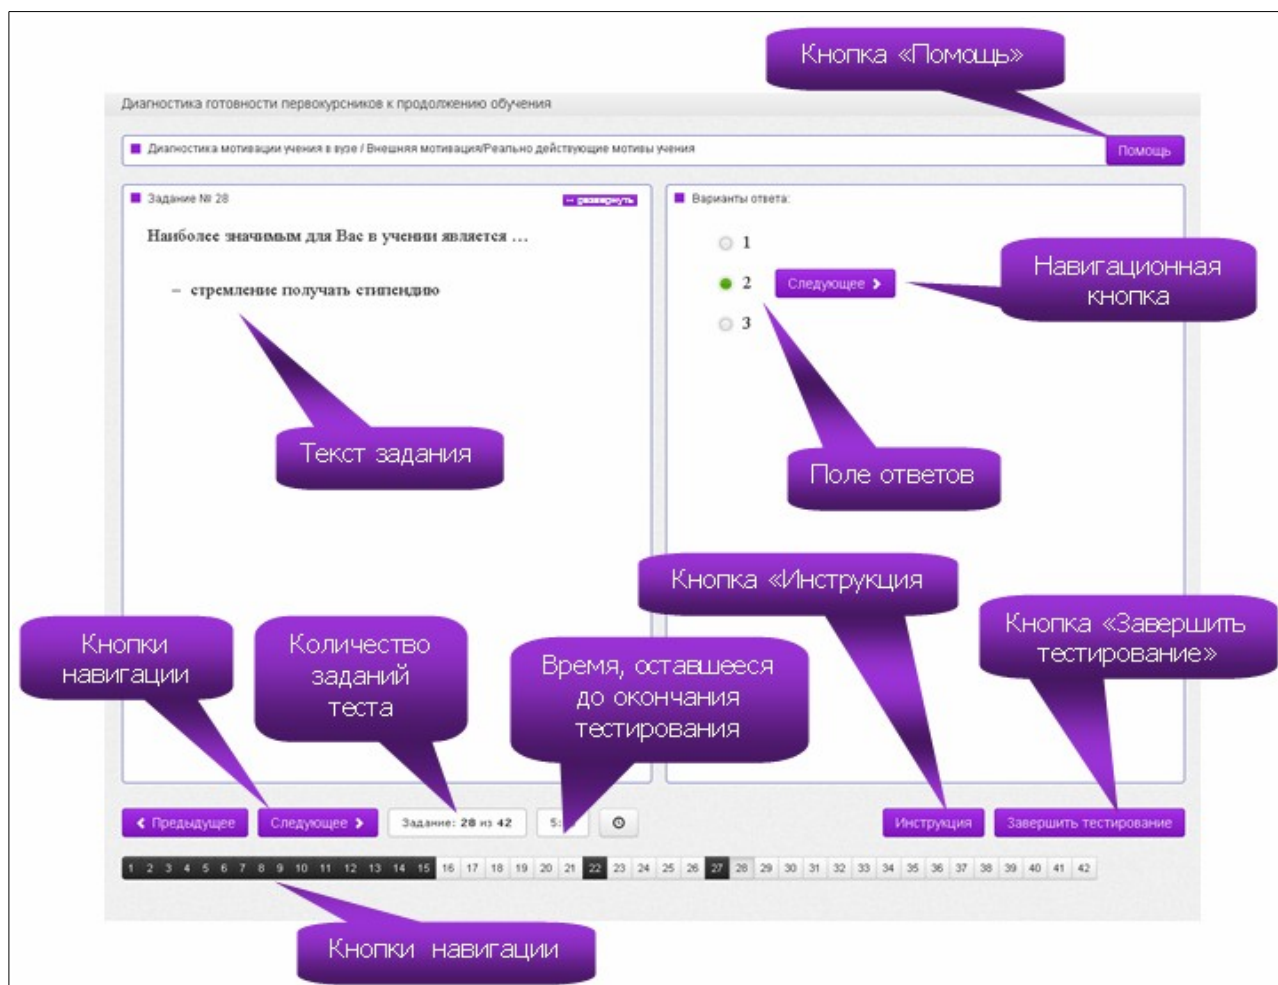 Кнопка «Помощь»
Диагностика готовности первокурсников к продолжению обучения
Диагностика мотивации учения в вузе / Внешняя мотивация/Реально действующие мотивы учения
Помощь
Задание № 28
развернуть
Наиболее значимым для Вас в учении является …
– стремление получать стипендию
Варианты ответа:
1
2
Следующее
3
Навигационная
кнопка
Текст задания
Поле ответов
Кнопка «Инструкция
Кнопка «Завершить
тестирование»
Кнопки
навигации
Количество
заданий
теста
Время, оставшееся
до окончания
тестирования
Предыдущее
Следующее
Задание: 28 из 42
Инструкция
Завершить тестирование
1 2 3 4 5 6 7 8 9 10 11 12 13 14 15 16 17 18 19 20 21 22 23 24 25 26 27 28 29 30 31 32 33 34 35 36 37 38 39 40 41 42
Кнопки навигации